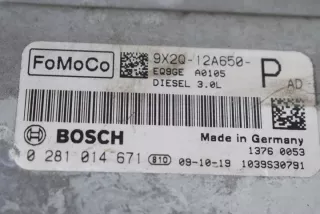 FoMoCo
9X2Q-12A650-
P
AD
EQ9GE A0105
DIESEL 3.0L
BOSCH
Made in Germany
1376 0053
0 281 014 671 810 09-10-19 1039S30791